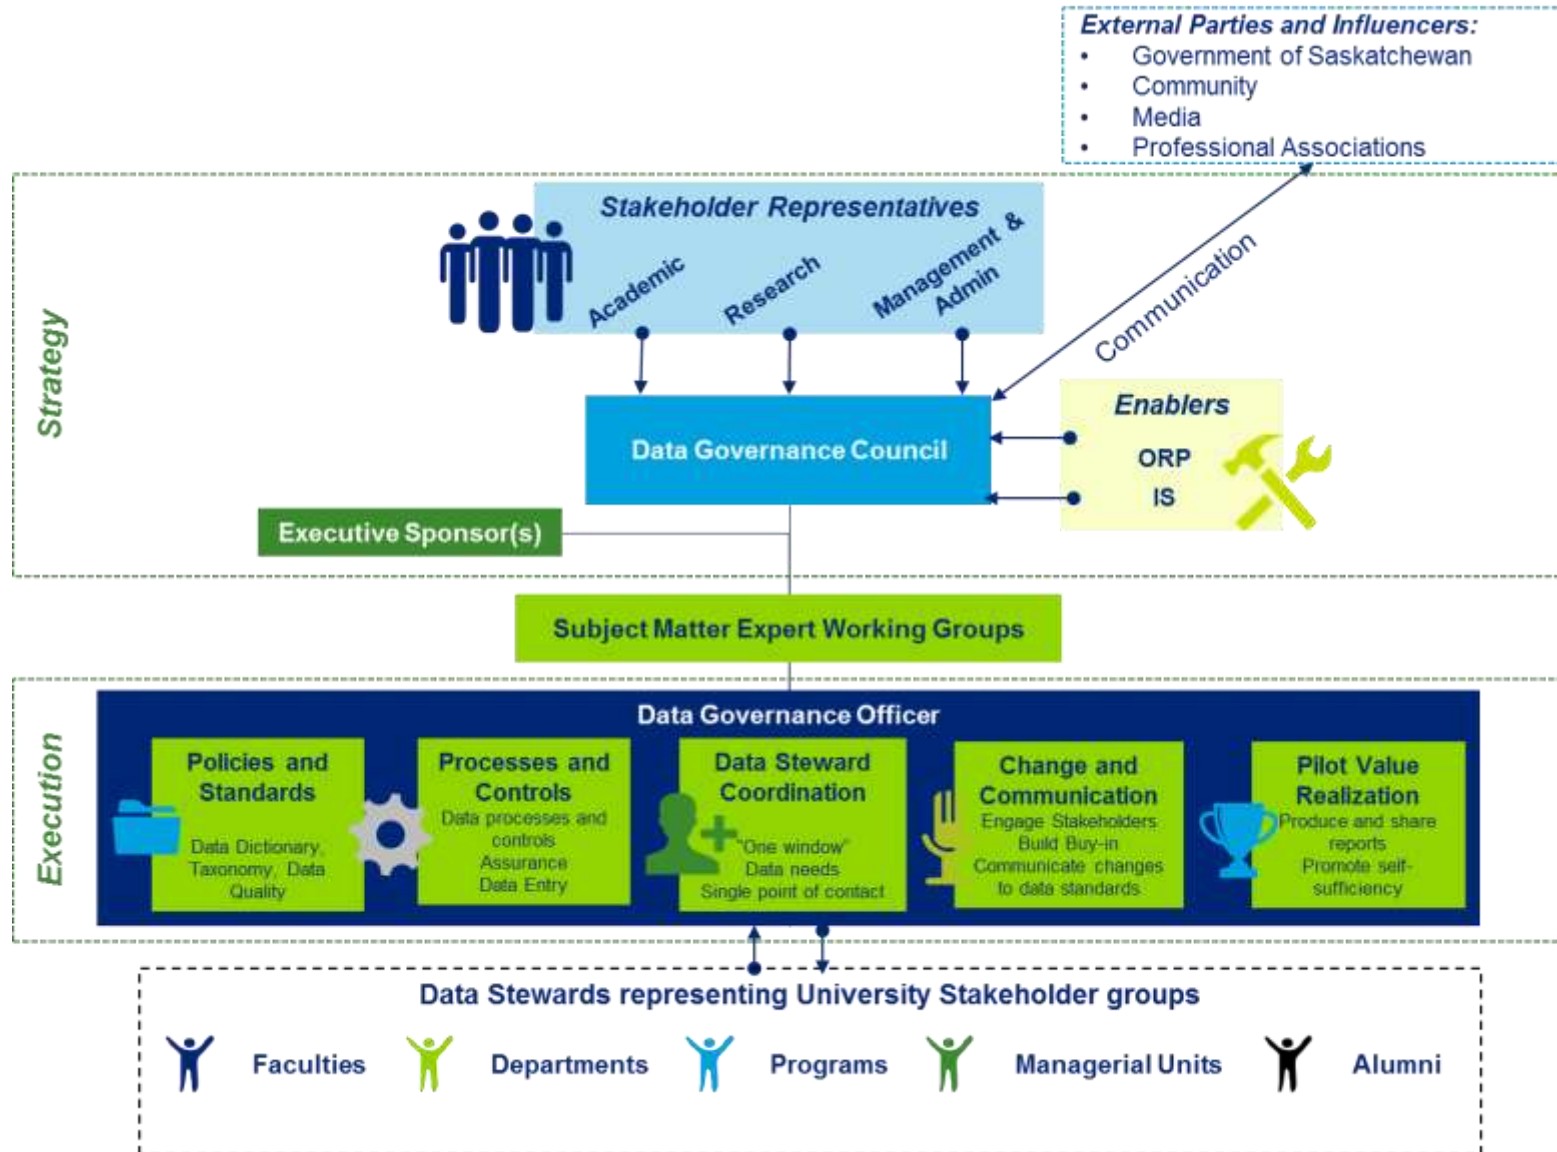 External Parties and Influencers:
• Government of Saskatchewan
• Community
• Media
• Professional Associations
Strategy
Stakeholder Representatives
Academic
Research
Management &
Admin
Communication
Data Governance Council
Enablers
ORP
IS
Executive Sponsor(s)
Subject Matter Expert Working Groups
Execution
Data Governance Officer
Policies and
Standards
Data Dictionary,
Taxonomy, Data
Quality
Processes and
Controls
Data processes and
controls
Assurance
Data Entry
Data Steward
Coordination
"One window"
Data needs
Single point of contact
Change and
Communication
Engage Stakeholders
Build Buy-in
Communicate changes
to data standards
Pilot Value
Realization
Produce and share
reports
Promote self-
sufficiency
Data Stewards representing University Stakeholder groups
Faculties
Departments
Programs
Managerial Units
Alumni